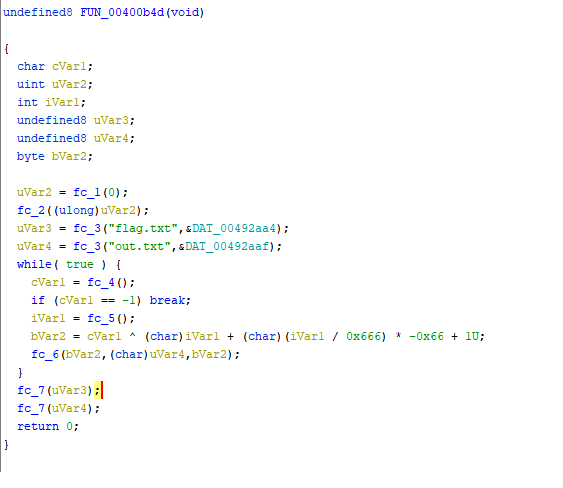 undefined8 FUN_00400b4d(void)
{
char cVar1;
uint uVar2;
int iVar1;
undefined8 uVar3;
undefined8 uVar4;
byte bVar2;
uVar2 = fc_1(0);
fc_2((ulong)uVar2);
uVar3 = fc_3("flag.txt",&DAT_00492aa4);
uVar4 = fc_3("out.txt",&DAT_00492aaf);
while( true ) {
cVar1 = fc_4();
if (cVar1 == -1) break;
iVar1 = fc_5();
bVar2 = cVar1 ^ (char)iVar1 + (char)(iVar1 / 0x666) * -0x66 + 1U;
fc_6(bVar2,(char)uVar4,bVar2);
}
fc_7(uVar3);
fc_7(uVar4);
return 0;
}